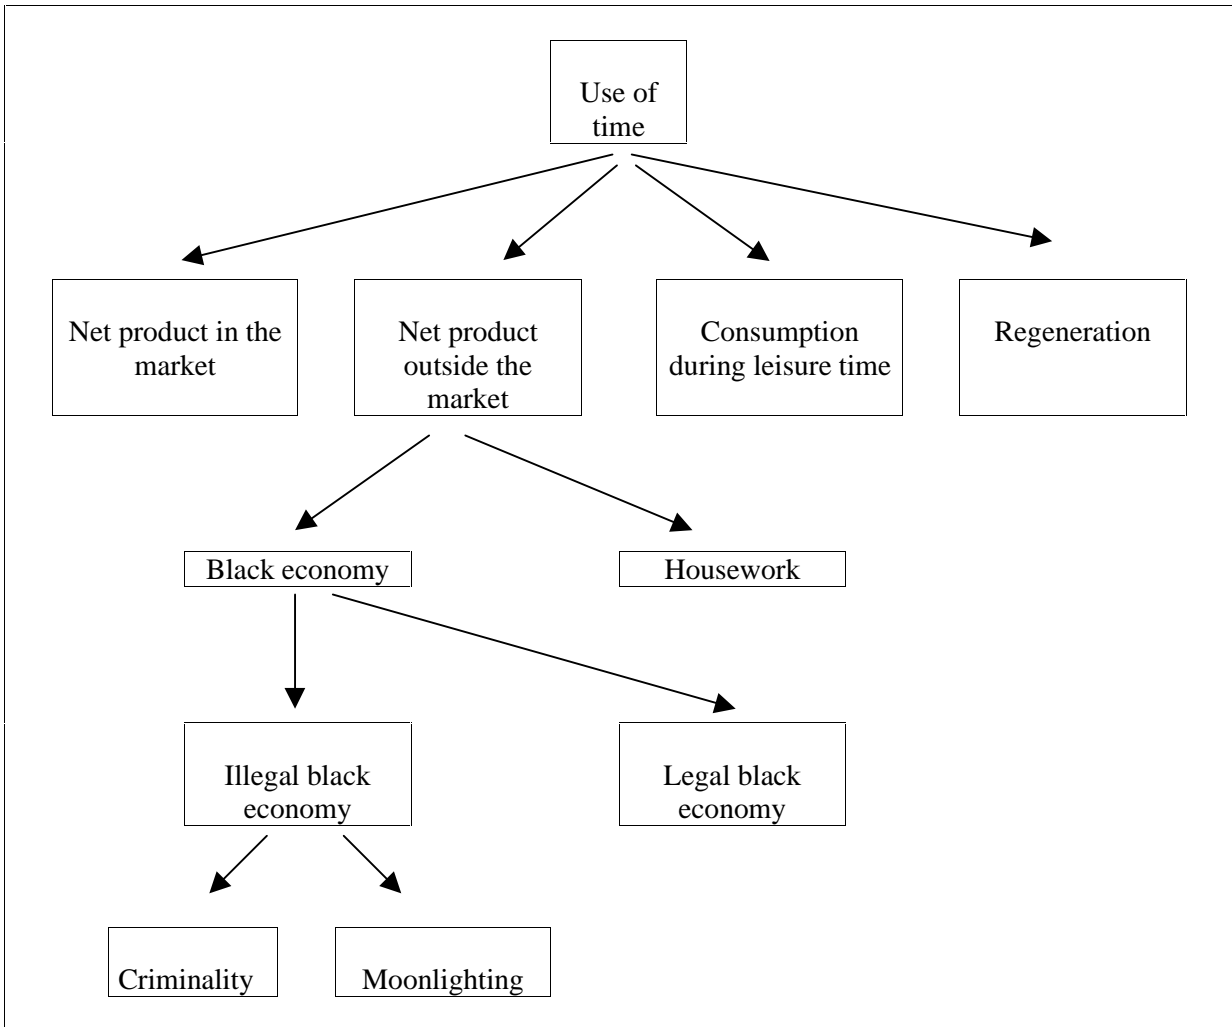 Use of
time
Net product in the
market
Net product
outside the
market
Consumption
during leisure time
Regeneration
Black economy
Housework
Illegal black
economy
Legal black
economy
Criminality
Moonlighting